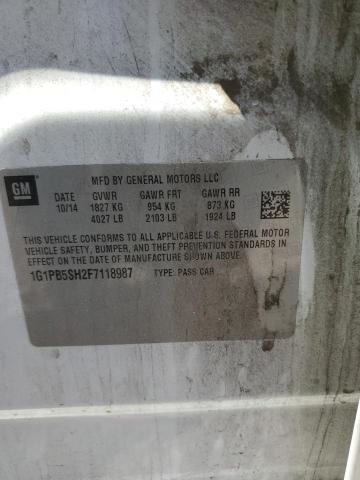 GM
MFD BY GENERAL MOTORS LLC
DATE GVWR GAWR FRT GAWR RR
10/14 1827 KG 954 KG 873 KG
4027 LB 2103 LB 1924 LB
THIS VEHICLE CONFORMS TO ALL APPLICABLE U.S. FEDERAL MOTOR
VEHICLE SAFETY, BUMPER, AND THEFT PREVENTION STANDARDS IN
EFFECT ON THE DATE OF MANUFACTURE SHOWN ABOVE.
1G1PB5SH2F7118987 TYPE: PASS CAR